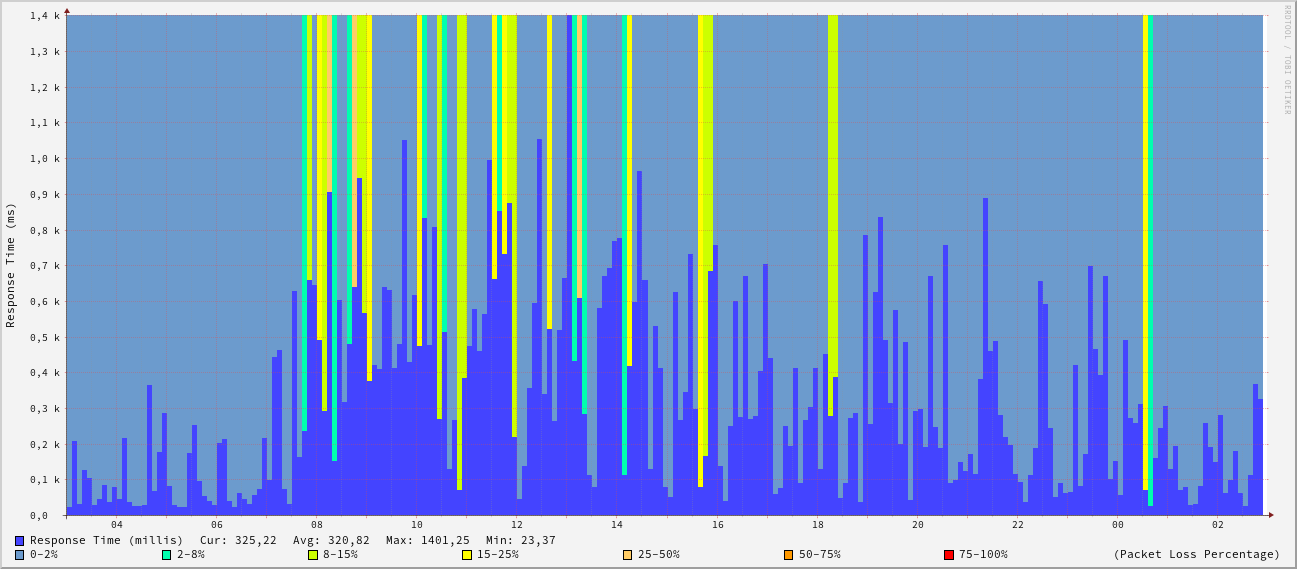 1,4 k
1,3 k
1,2 k
1,1 k
1,0 k
0,9 k
0,8 k
0,7 k
0,6 k
0,5 k
0,4 k
0,3 k
0,2 k
0,1 k
0,0
Response Time (ms)
RRDTOOL / TOBI OETIKER
04 06 08 10 12 14 16 18 20 22 00 02
Response Time (millis) Cur: 325,22 Avg: 320,82 Max: 1401,25 Min: 23,37
0-2% 2-8% 8-15% 15-25% 25-50% 50-75% 75-100% (Packet Loss Percentage)